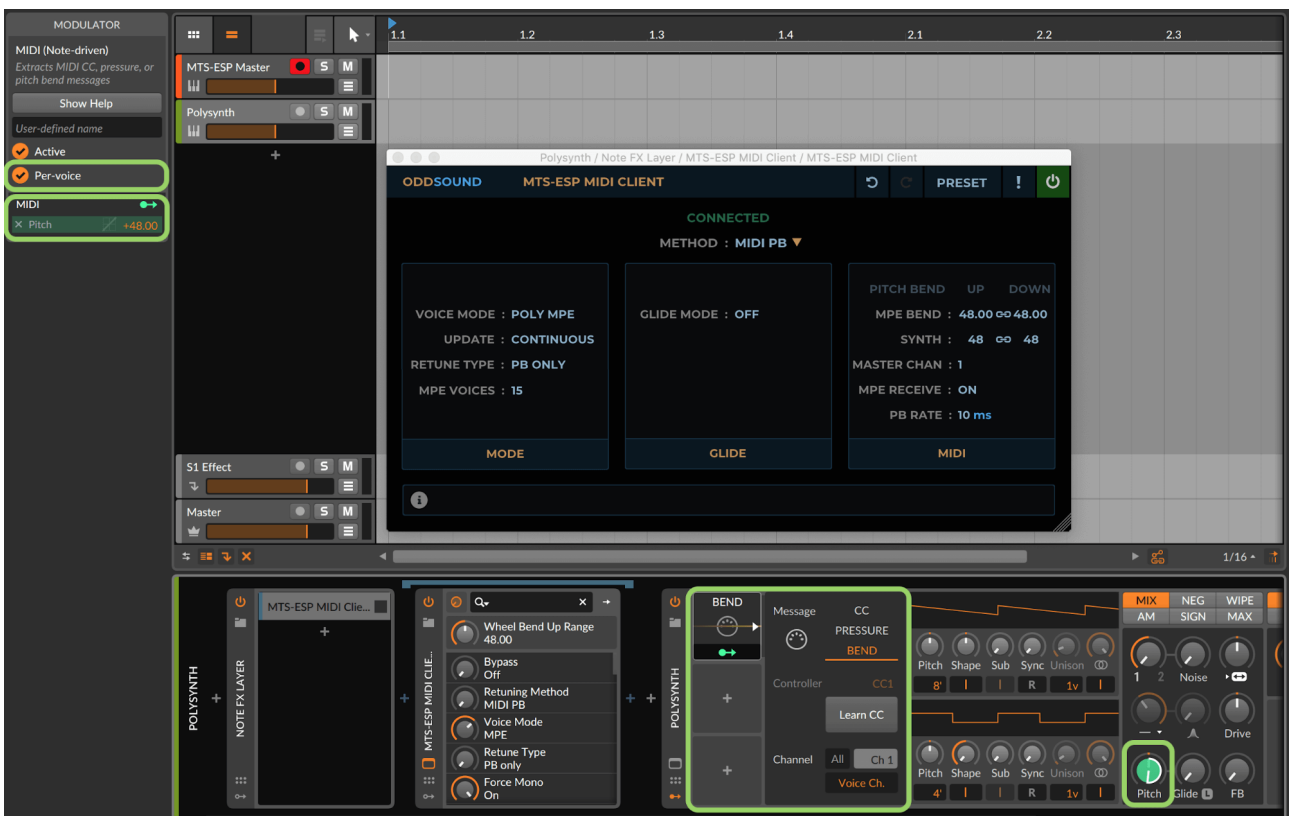 MODULATOR
MIDI (Note-driven)
Extracts MIDI CC, pressure, or
pitch bend messages
Show Help
User-defined name
Active
Per-voice
MIDI
× Pitch +48.00
1.1 1.2 1.3 1.4 2.1 2.2 2.3
MTS-ESP Master S M
Polysynth S M
+
Polysynth / Note FX Layer / MTS-ESP MIDI Client / MTS-ESP MIDI Client
ODDSOUND MTS-ESP MIDI CLIENT PRESET !
CONNECTED
METHOD : MIDI PB
VOICE MODE : POLY MPE
UPDATE : CONTINUOUS
RETUNE TYPE : PB ONLY
MPE VOICES : 15
MODE
GLIDE MODE : OFF
GLIDE
PITCH BEND UP DOWN
MPE BEND : 48.00 48.00
SYNTH : 48 48
MASTER CHAN : 1
MPE RECEIVE : ON
PB RATE : 10 ms
MIDI
S1 Effect S M
Master S M
1/16
POLYSYNTH
+
NOTE FX LAYER
MTS-ESP MIDI Clie...
+
+
MTS-ESP MIDI CLIE...
Wheel Bend Up Range
48.00
Bypass
Off
Retuning Method
MIDI PB
Voice Mode
MPE
Retune Type
PB only
Force Mono
On
+ +
POLYSYNTH
BEND
+
+
Message CC
PRESSURE
BEND
Controller CC1
Learn CC
Channel All Ch 1
Voice Ch.
Pitch Shape Sub Sync Unison
8' R 1v
Pitch Shape Sub Sync Unison
4' R 1v
MIX NEG WIPE
AM SIGN MAX
1 2 Noise
Drive
Pitch Glide L FB